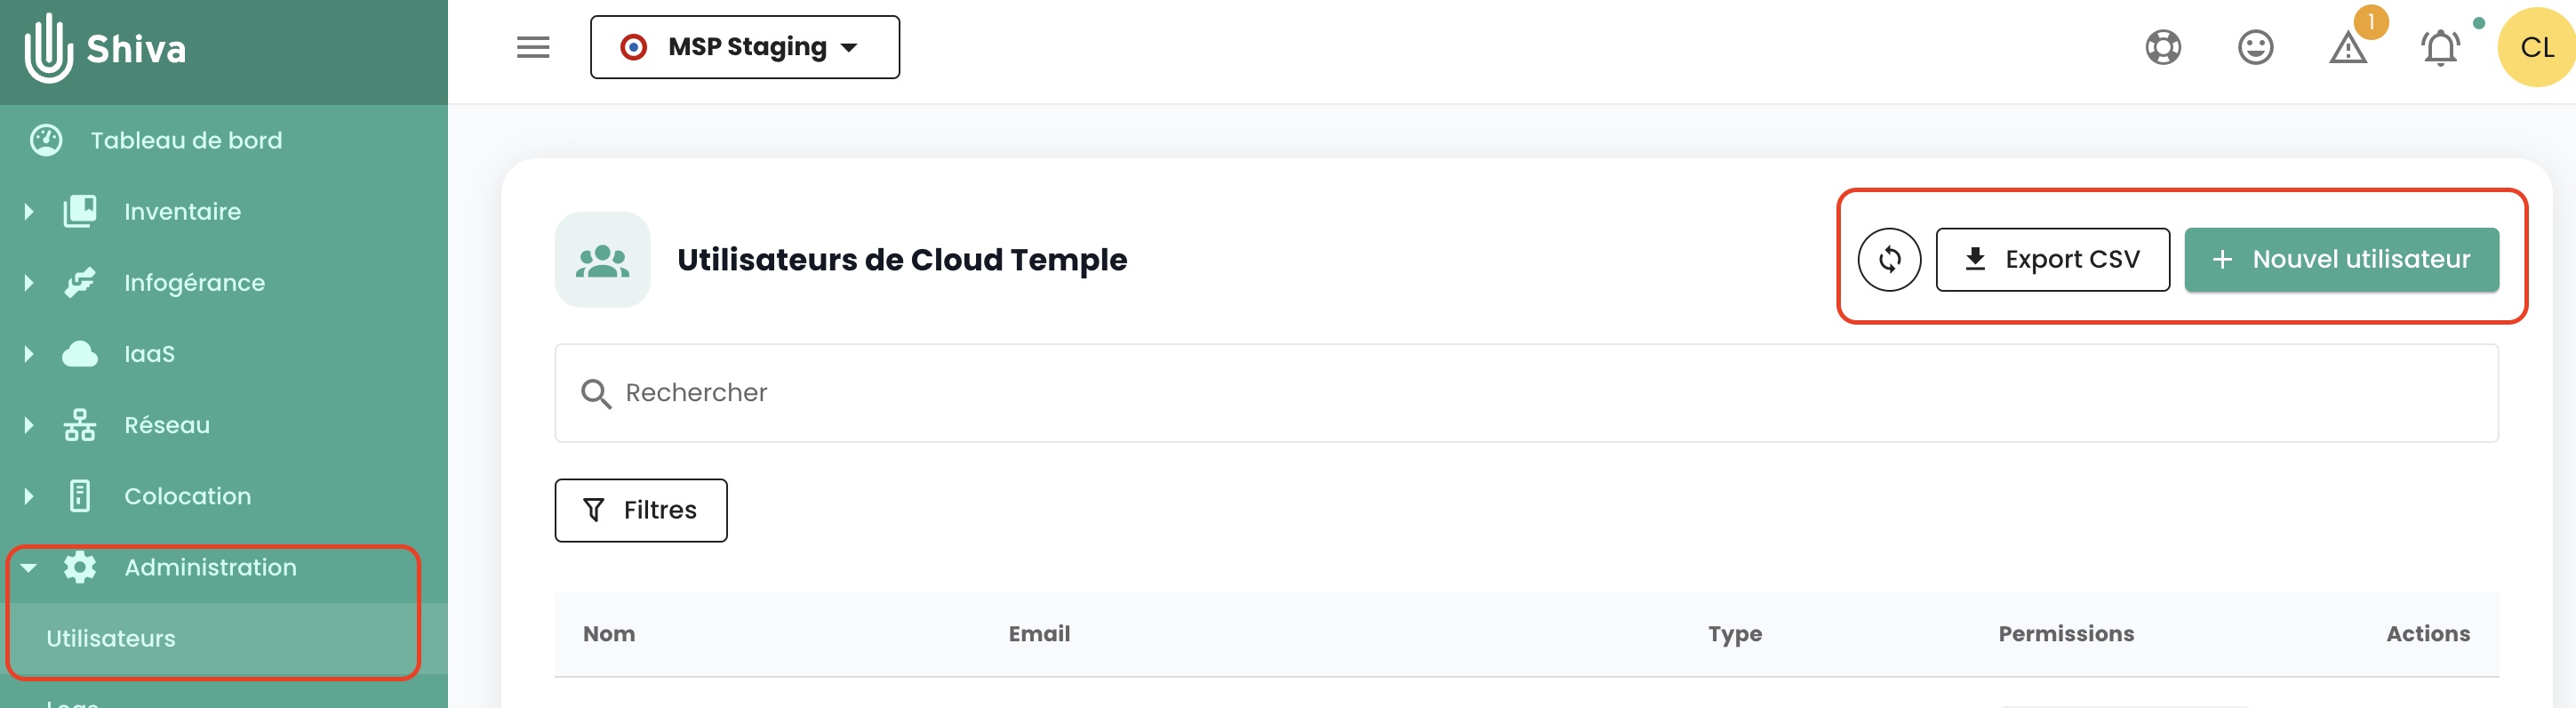 Shiva
MSP Staging
1
CL
Tableau de bord
Inventaire
Infogérance
IaaS
Réseau
Colocation
Administration
Utilisateurs
Logs
Utilisateurs de Cloud Temple
Export CSV
+ Nouvel utilisateur
Rechercher
Filtres
Nom Email Type Permissions Actions